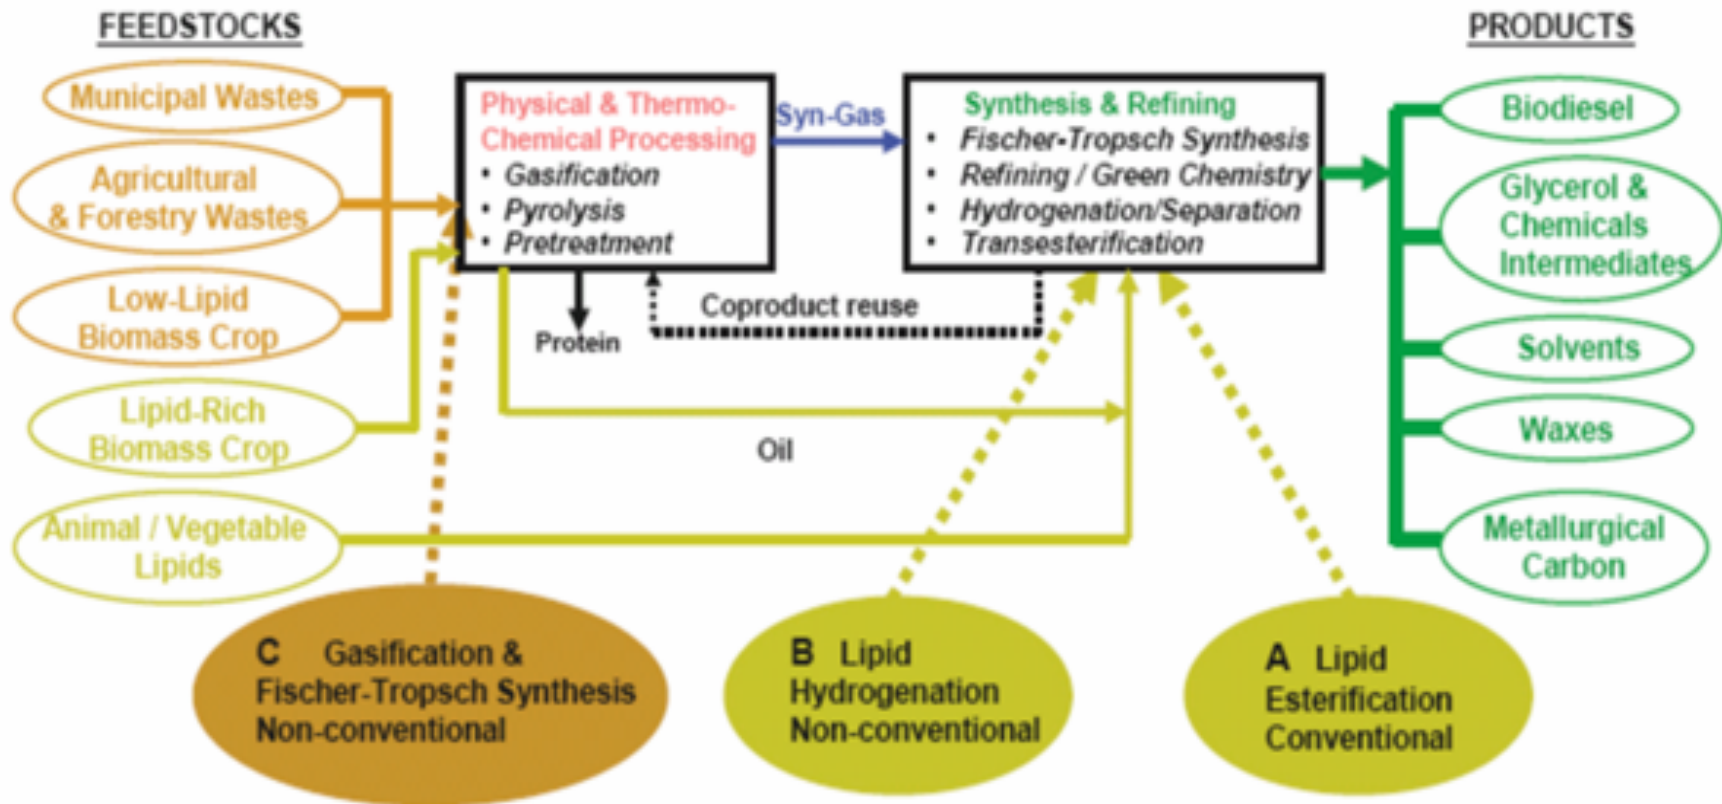 FEEDSTOCKS
Municipal Wastes
Agricultural
& Forestry Wastes
Low-Lipid
Biomass Crop
Lipid-Rich
Biomass Crop
Animal / Vegetable
Lipids
Physical & Thermo-
Chemical Processing
• Gasification
• Pyrolysis
• Pretreatment
Protein
Syn-Gas
Coproduct reuse
Oil
Synthesis & Refining
• Fischer-Tropsch Synthesis
• Refining / Green Chemistry
• Hydrogenation/Separation
• Transesterification
PRODUCTS
Biodiesel
Glycerol &
Chemicals
Intermediates
Solvents
Waxes
Metallurgical
Carbon
C Gasification &
Fischer-Tropsch Synthesis
Non-conventional
B Lipid
Hydrogenation
Non-conventional
A Lipid
Esterification
Conventional